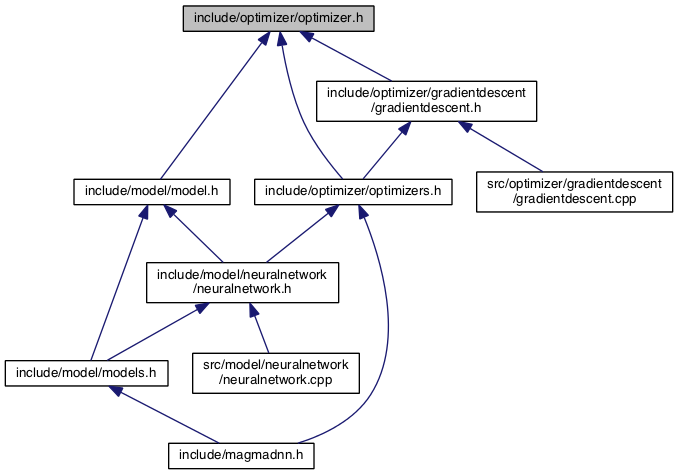 include/optimizer/optimizer.h
include/optimizer/gradientdescent
/gradientdescent.h
include/model/model.h
include/optimizer/optimizers.h
src/optimizer/gradientdescent
/gradientdescent.cpp
include/model/neuralnetwork
/neuralnetwork.h
include/model/models.h
src/model/neuralnetwork
/neuralnetwork.cpp
include/magmadnn.h